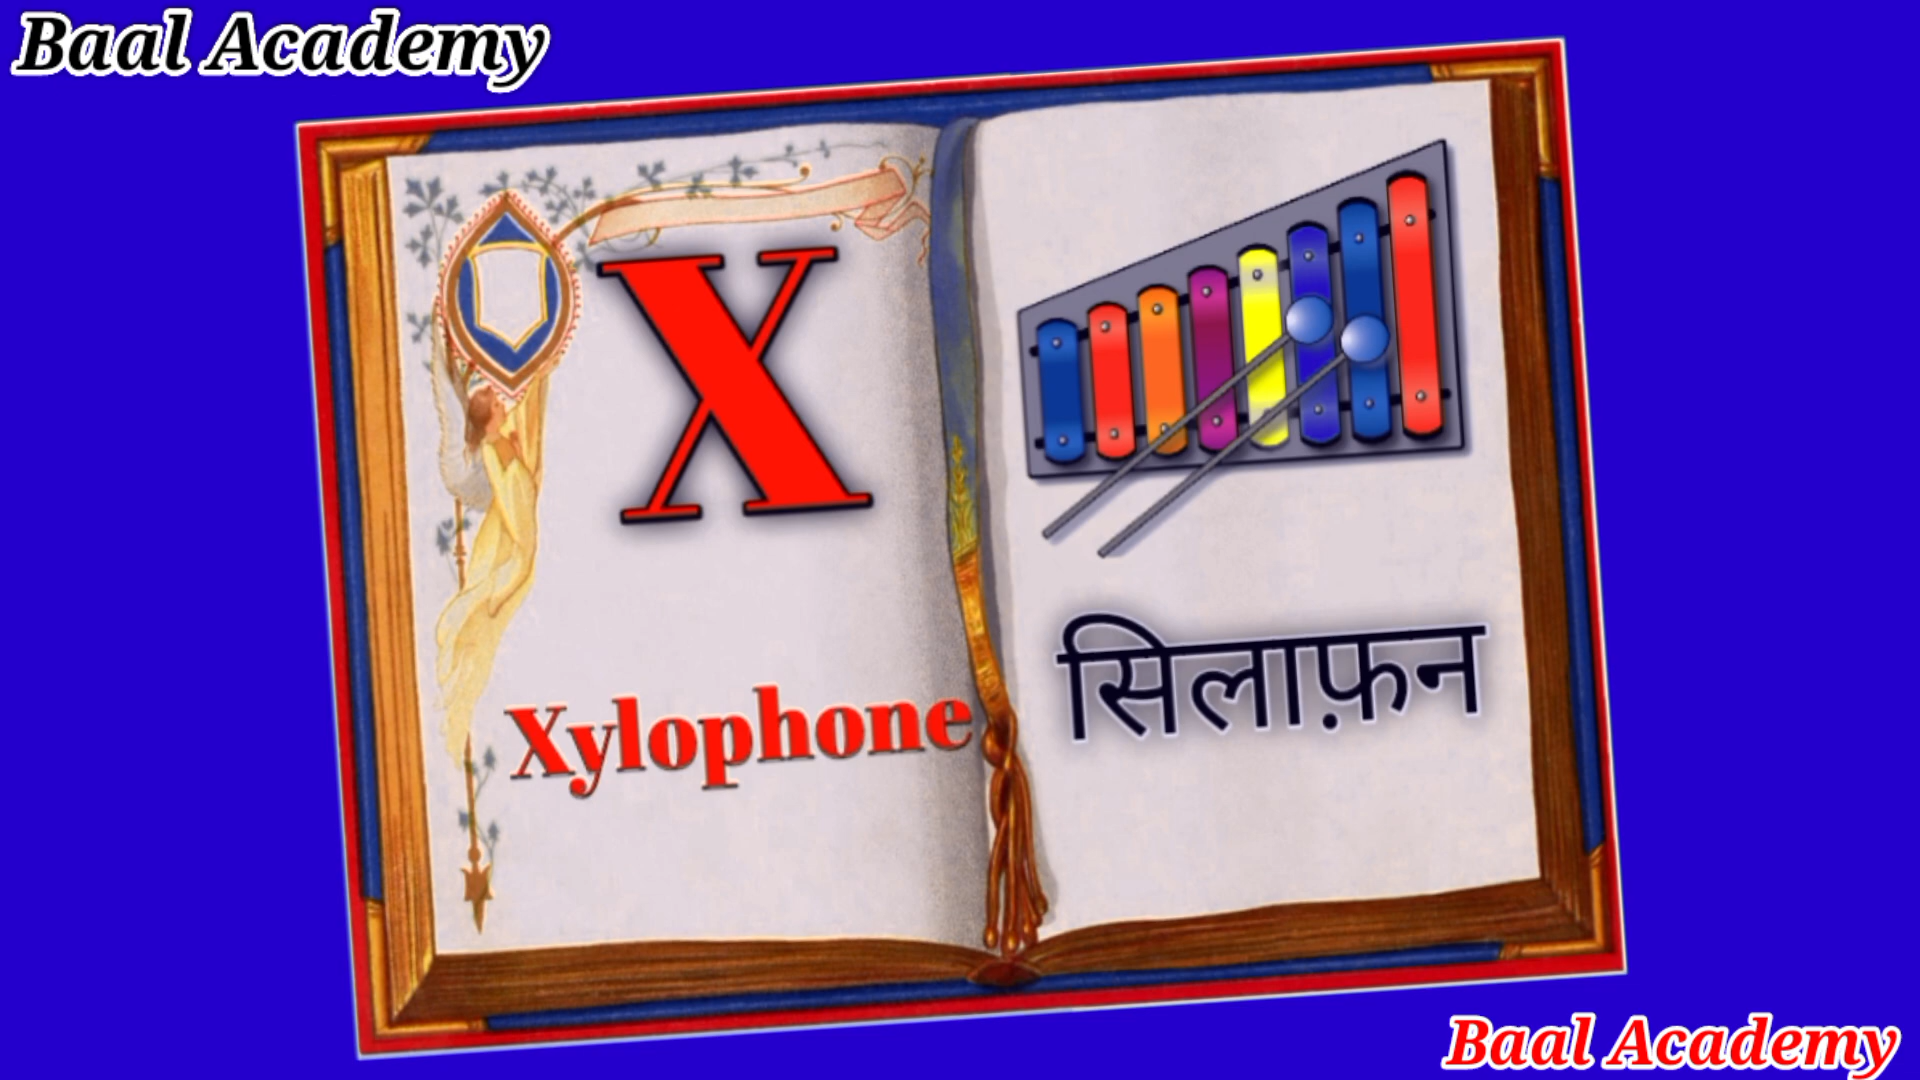 Baal Academy
X
Xylophone
सिलाफ़न
Baal Academy